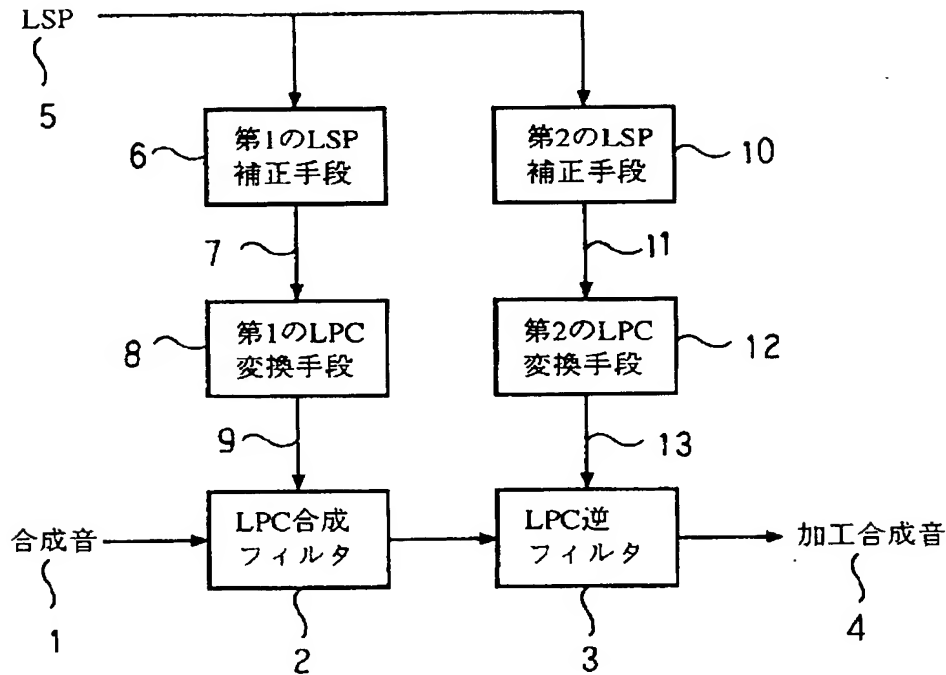 LSP
5
第1のLSP
補正手段
6
第2のLSP
補正手段
10
7
11
第1のLPC
変換手段
8
第2のLPC
変換手段
12
9
13
合成音
1
LPC合成
フィルタ
2
LPC逆
フィルタ
3
加工合成音
4